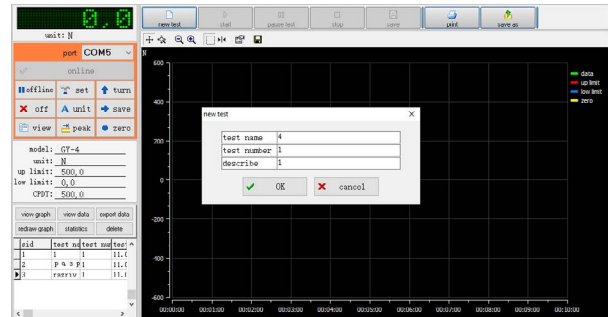 0.0
unit: N
port COM5
online
offline set turn
off unit save
view peak zero
model: GY-4
unit: N
up limit: 500,0
low limit: 0,0
CPDT: 500,0
view graph view data export data
redraw graph statistics delete
sid test na test num test
1 1 1 11.(
2 1 11.(
3 1 11.(
new test start pause test stop save print save as
N
600
400
200
0
-200
-400
-600
00:00:00 00:01:00 00:02:00 00:03:00 00:04:00 00:05:00 00:06:00 00:07:00 00:08:00 00:09:00 00:10:00
data
up limit
low limit
zero
new test
test name 4
test number 1
describe 1
OK cancol